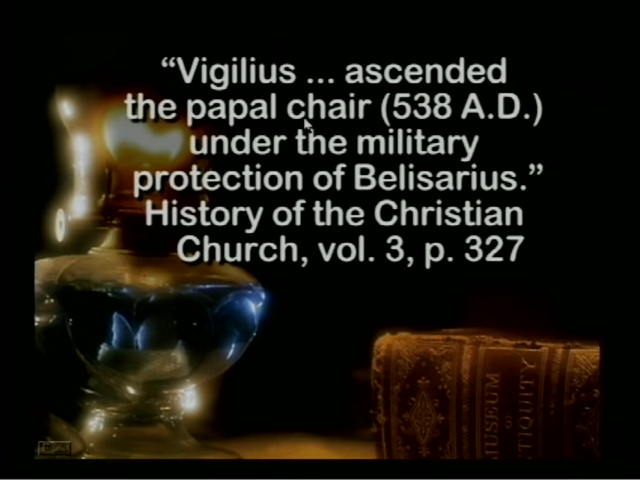 “Vigilius ... ascended
the papal chair (538 A.D.)
under the military
protection of Belisarius.”
History of the Christian
Church, vol. 3, p. 327
MUSEUM
OF
ANTIQUITY